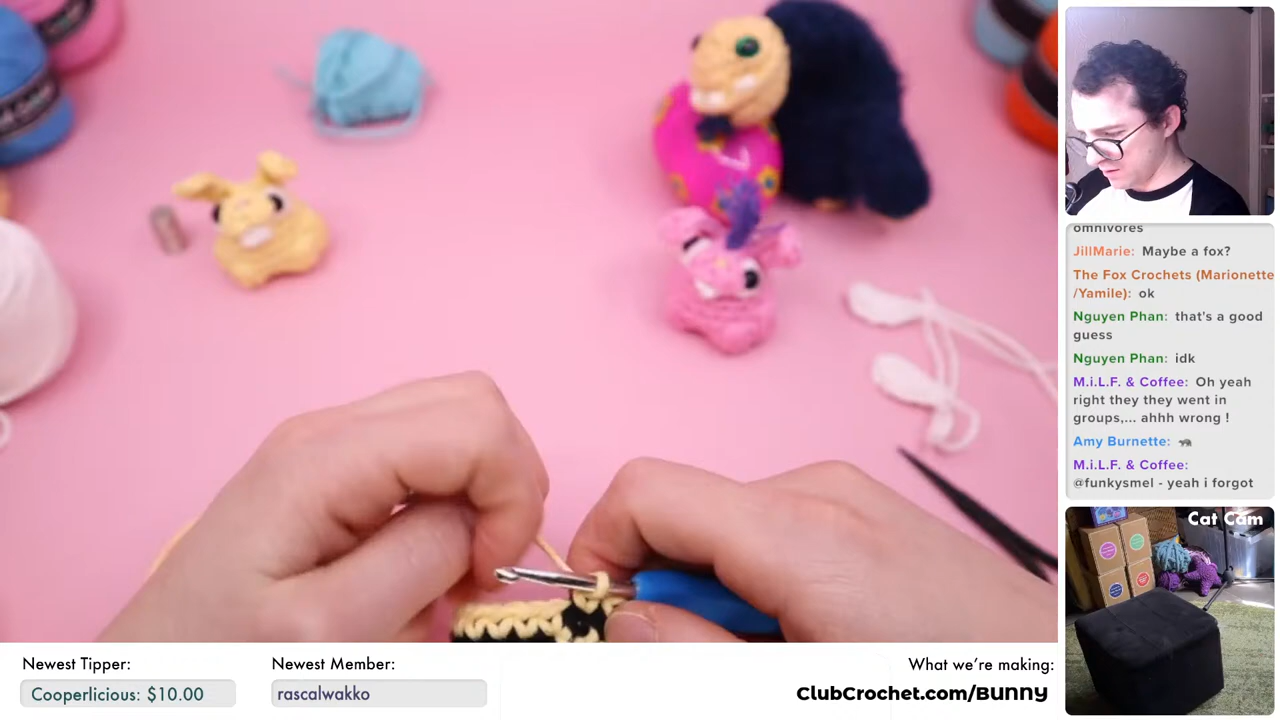 omnivores
JillMarie: Maybe a fox?
The Fox Crochets (Marionette
/Yamile): ok
Nguyen Phan: that's a good
guess
Nguyen Phan: idk
M.i.L.F. & Coffee: Oh yeah
right they they went in
groups,... ahhh wrong !
Amy Burnette:
M.i.L.F. & Coffee:
@funkysmel - yeah i forgot
Cat Cam
Newest Tipper:
Cooperlicious: $10.00
Newest Member:
rascalwakko
What we're making:
ClubCrochet.com/BUNNY